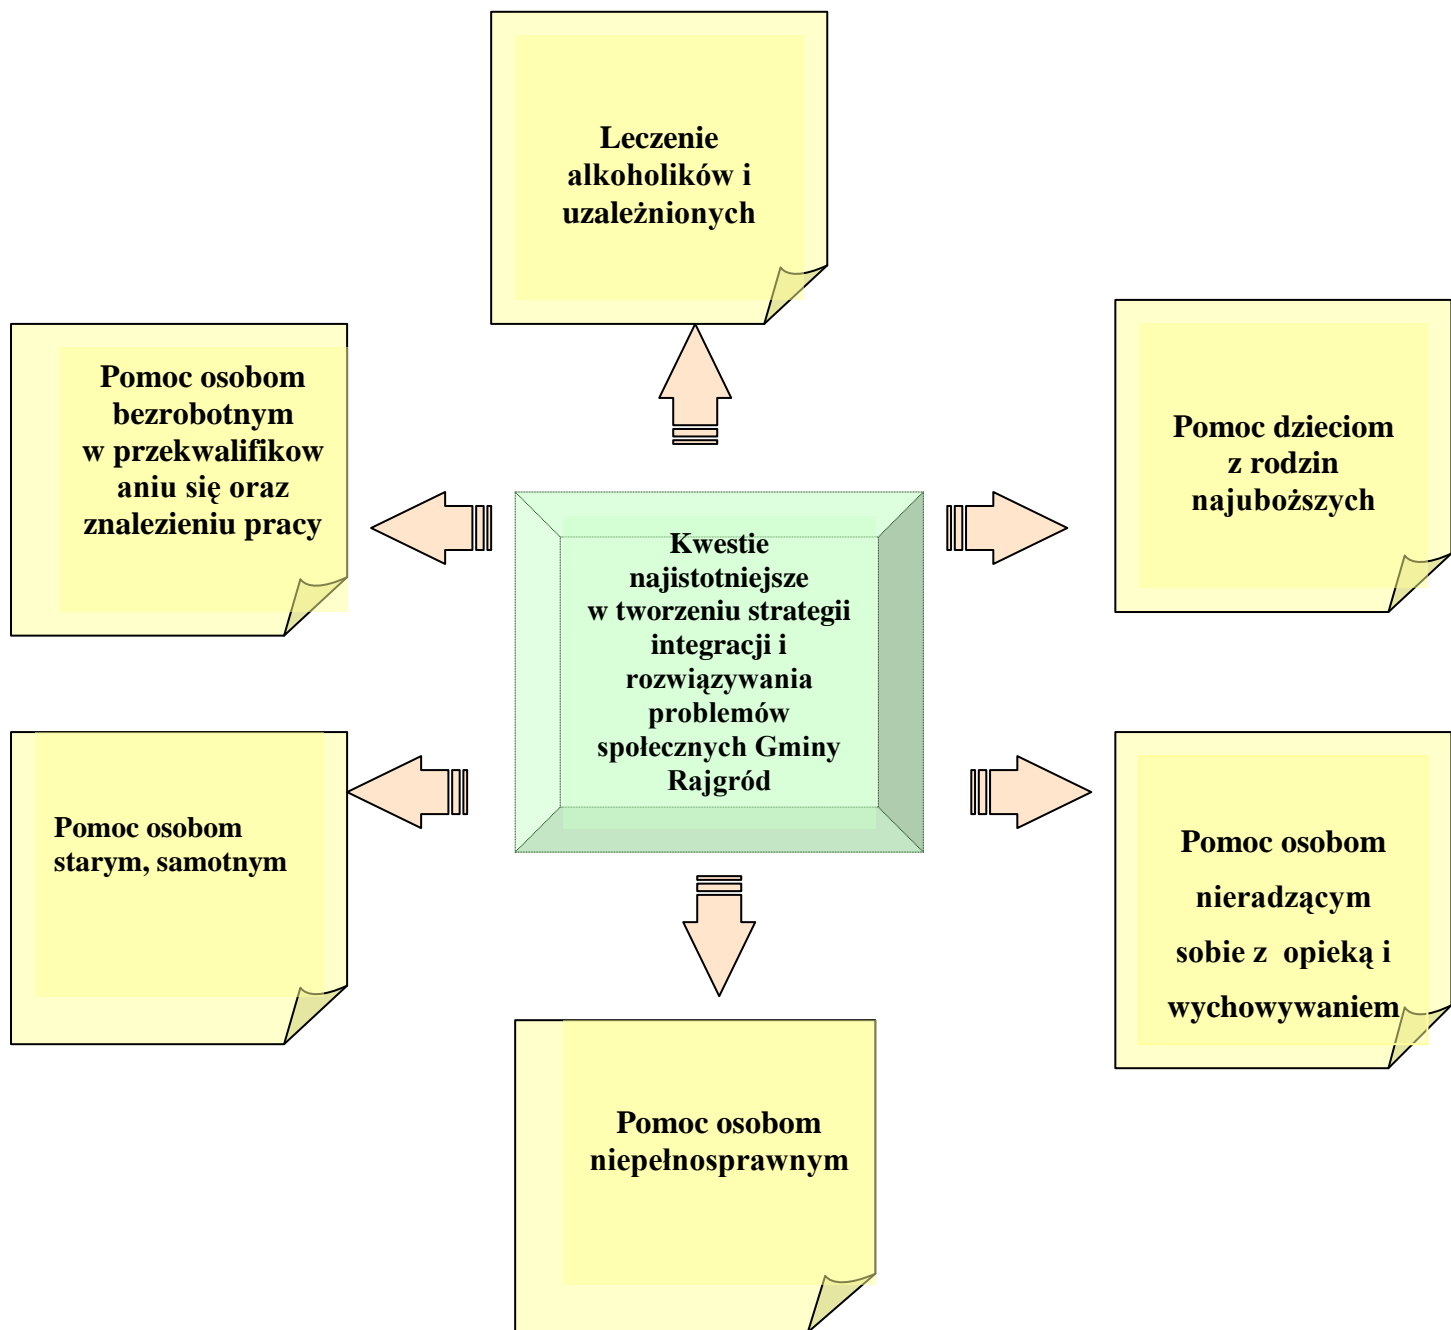 Leczenie
alkoholików i
uzależnionych
Pomoc osobom
bezrobotnym
w przekwalifikow
aniu się oraz
znalezieniu pracy
Pomoc dzieciom
z rodzin
najuboższych
Kwestie
najistotniejsze
w tworzeniu strategii
integracji i
rozwiązywania
problemów
społecznych Gminy
Rajgród
Pomoc osobom
starym, samotnym
Pomoc osobom
nieradzącym
sobie z  opieką i
wychowywaniem
Pomoc osobom
niepełnosprawnym